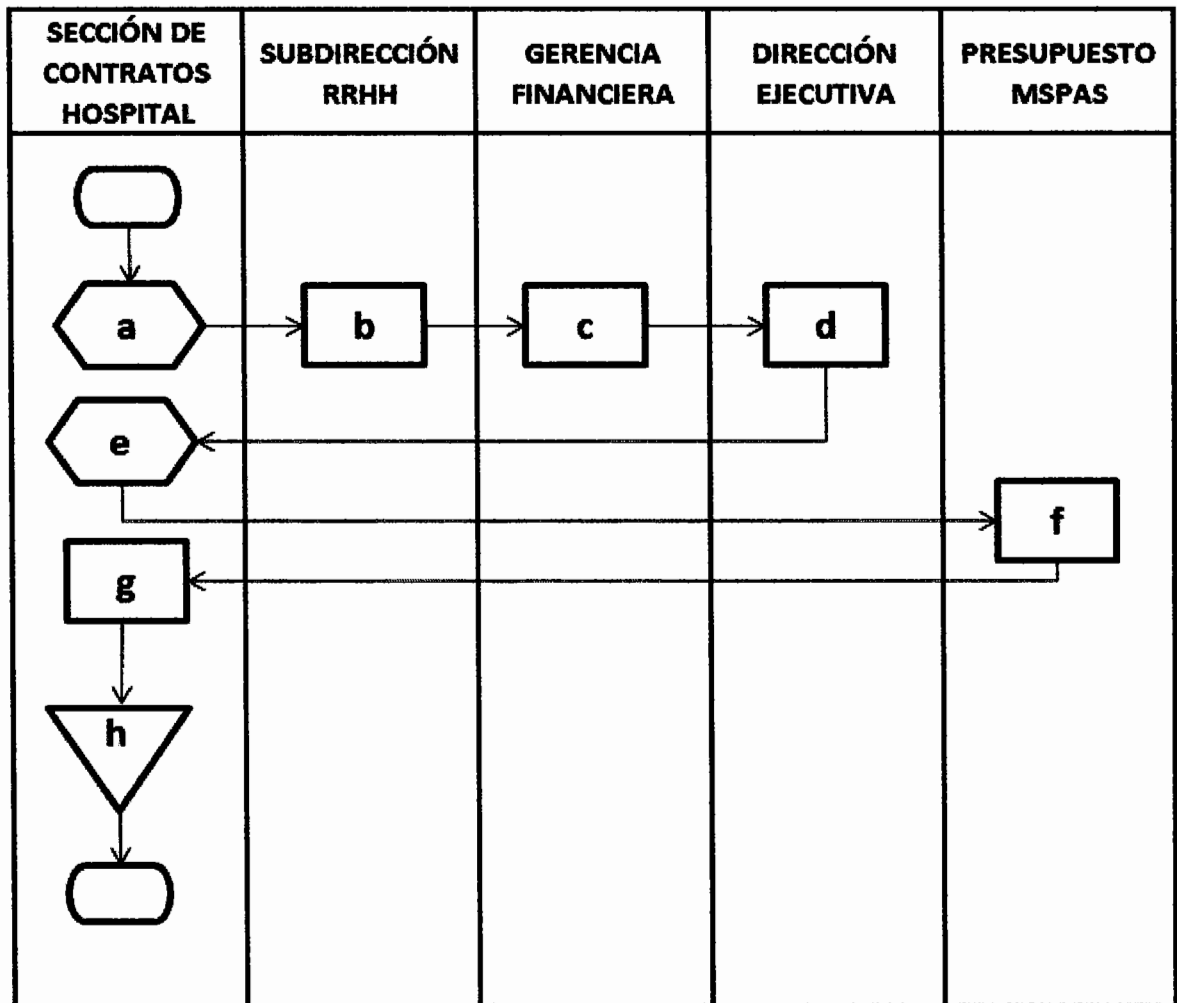 SECCIÓN DE
CONTRATOS
HOSPITAL
SUBDIRECCIÓN
RRHH
GERENCIA
FINANCIERA
DIRECCIÓN
EJECUTIVA
PRESUPUESTO
MSPAS
a
b
c
d
e
f
g
h